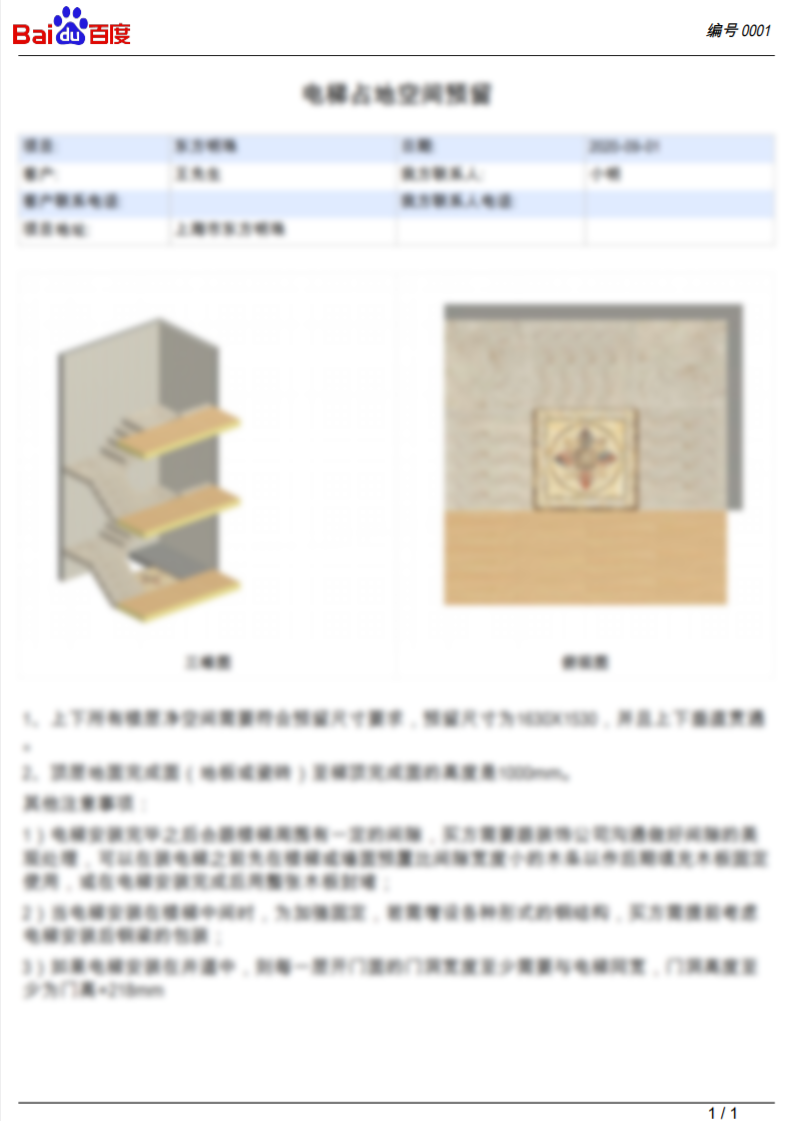 Bai du 百度
编号 0001
电梯占地空间预留
项目: 东方明珠 日期: 2020-09-01
客户: 王先生 我方联系人: 小明
客户联系电话: 我方联系人电话:
项目地址: 上海市东方明珠
三维图 俯视图
1、上下所有楼层净空间需要符合预留尺寸要求，预留尺寸为1630X1530，并且上下垂直贯通
。
2、顶层地面完成面（地板或瓷砖）至梯顶完成面的高度是1000mm。
其他注意事项：
1）电梯安装完毕之后会跟楼梯周围有一定的间隙，买方需要跟装饰公司沟通做好间隙的美
观处理，可以在装电梯之前先在楼梯或墙面预置比间隙宽度小的木条以作后期填充木板固定
使用，或在电梯安装完成后用整张木板封堵；
2）当电梯安装在楼梯中间时，为加强固定，若需增设各种形式的钢结构，买方需提前考虑
电梯安装后钢梁的包装；
3）如果电梯安装在井道中，则每一层开门面的门洞宽度至少需要与电梯同宽，门洞高度至
少为门高+218mm
1 / 1